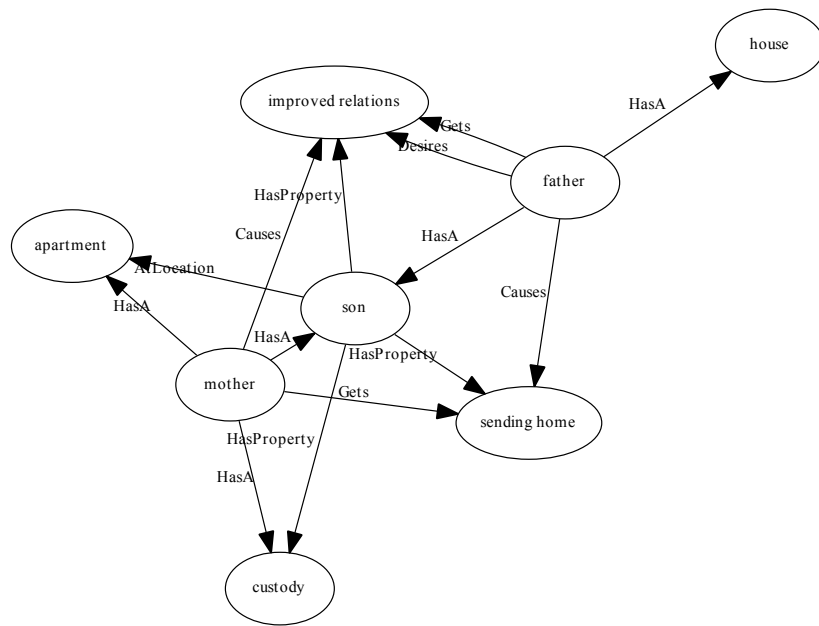 house
improved relations
HasA
Gets
Desires
father
HasProperty
Causes
HasA
apartment
AtLocation
Causes
HasA
son
HasA
HasProperty
mother
Gets
sending home
HasProperty
HasA
custody